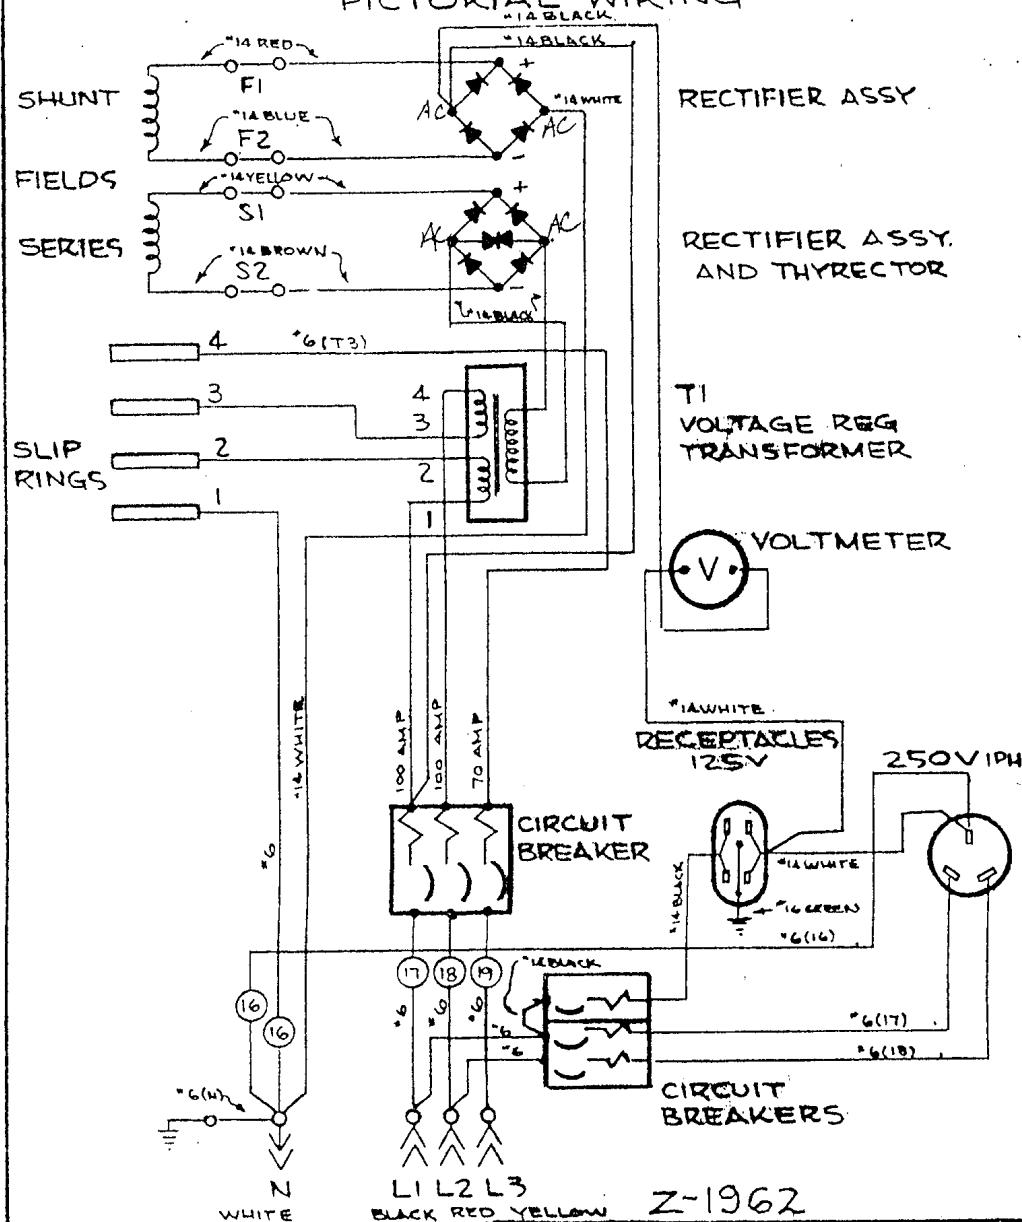 PICTORIAL WIRING
#14 BLACK
#14 BLACK
#14 RED
F1
+
SHUNT
AC
AC
#14 WHITE
RECTIFIER ASSY
#14 BLUE
F2
-
FIELDS
#14 YELLOW
S1
+
SERIES
AC
AC
RECTIFIER ASSY.
AND THYRECTOR
#14 BROWN
S2
-
#14 BLACK
4
#6 (T3)
3
4
3
T1
VOLTAGE REG
TRANSFORMER
SLIP
RINGS
2
2
1
1
VOLTMETER
V
#14 WHITE
100 AMP
100 AMP
70 AMP
#14 WHITE
RECEPTACLES
125V
250V 1PH
CIRCUIT
BREAKER
#6
#14 WHITE
#14 BLACK
#14 GREEN
#6 (16)
17
18
19
#14 BLACK
16
16
#6
#6
#6
#6
#6
#6 (17)
#6 (18)
#6 (N)
CIRCUIT
BREAKERS
N
WHITE
L1 L2 L3
BLACK RED YELLOW
Z-1962